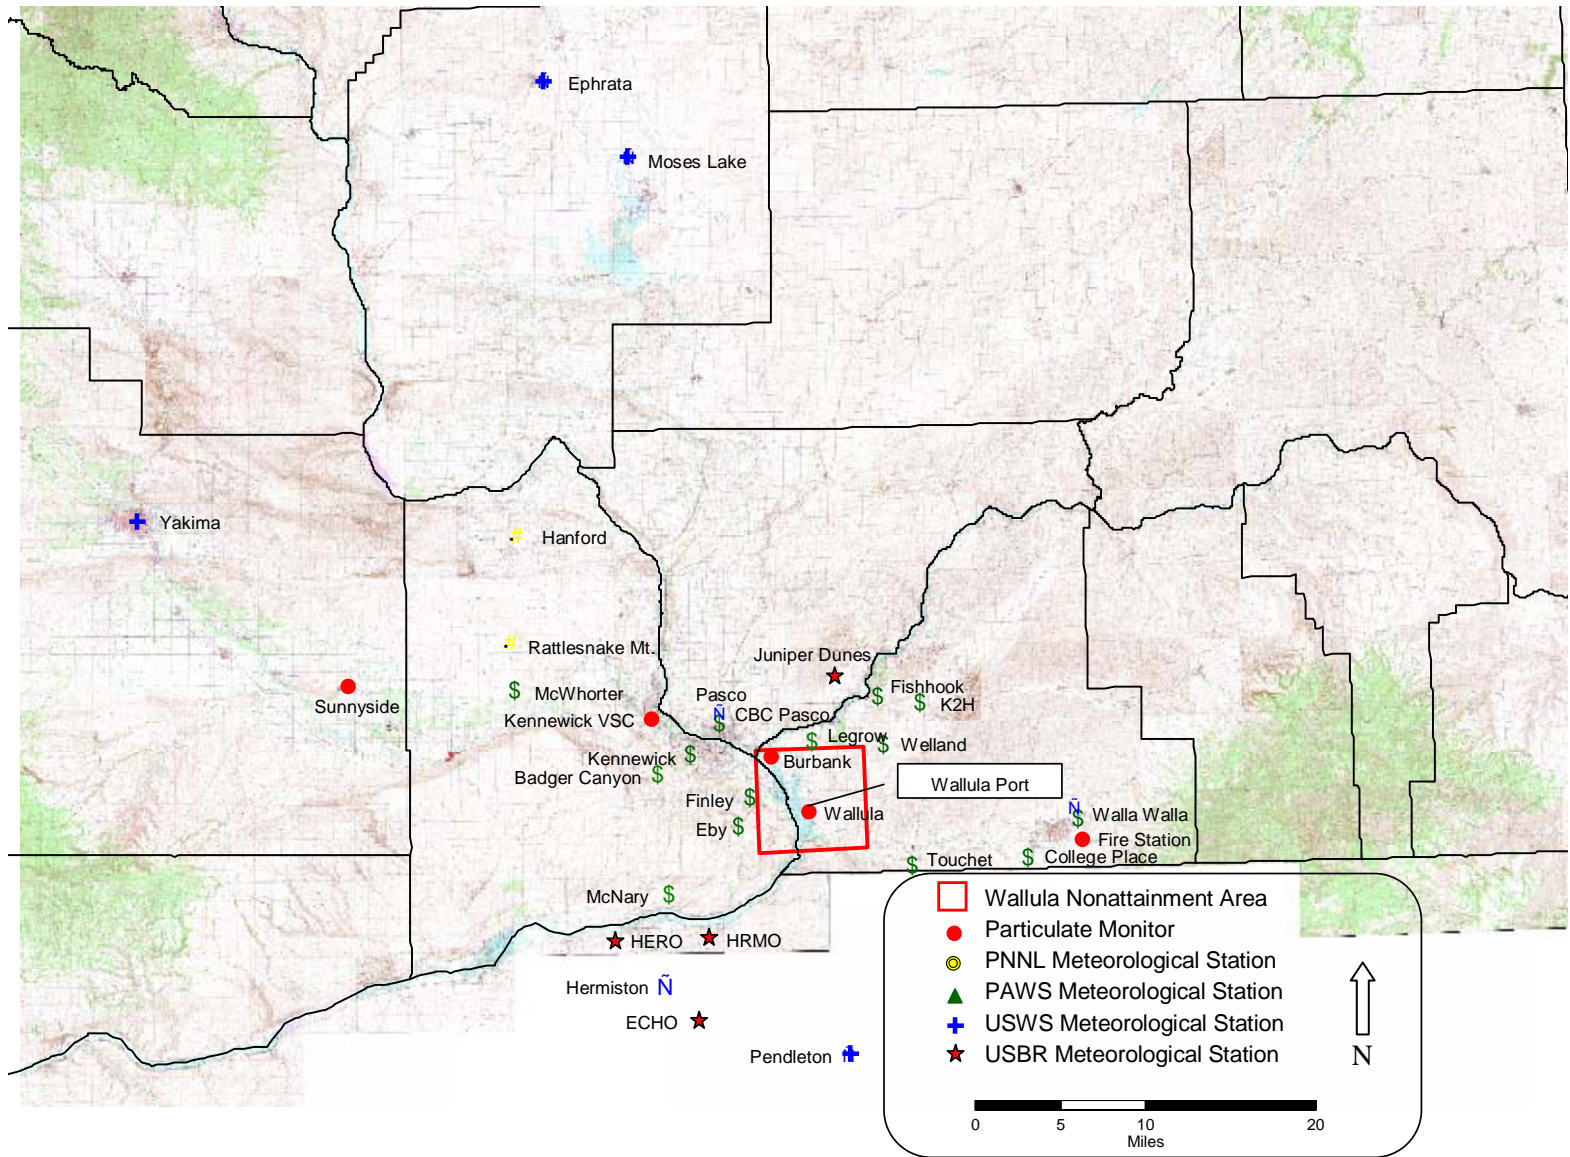 Ephrata
Moses Lake
Yakima
Hanford
Rattlesnake Mt.
Juniper Dunes
Sunnyside
$ McWhorter
Pasco
Fishhook
$
$ K2H
Kennewick VSC
Ñ
$ CBC Pasco
$ Legrow
$ Welland
Kennewick $
Burbank
Badger Canyon $
Wallula Port
Finley $
Wallula
Ñ
$ Walla Walla
Eby $
Fire Station
$ Touchet
$ College Place
McNary $
HERO
HRMO
Hermiston Ñ
ECHO
Pendleton
Wallula Nonattainment Area
Particulate Monitor
PNNL Meteorological Station
PAWS Meteorological Station
USWS Meteorological Station
USBR Meteorological Station
N
0 5 10 20
Miles